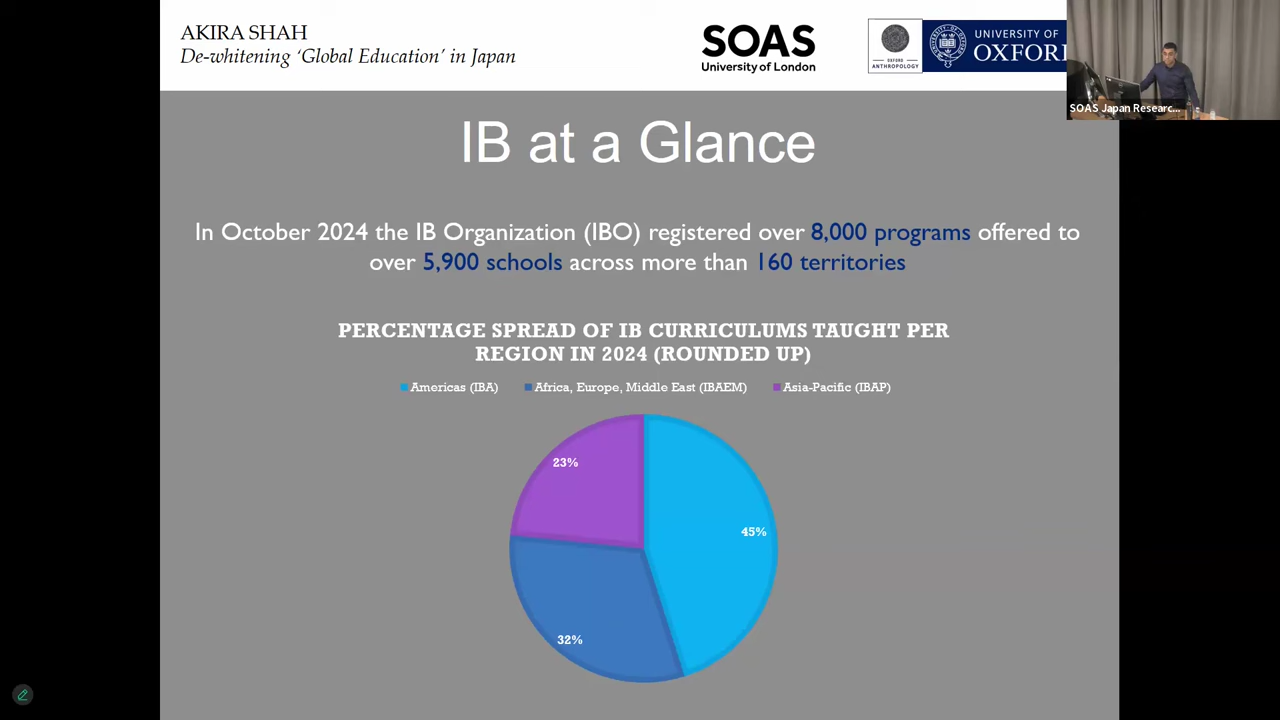 AKIRA SHAH
De-whitening ‘Global Education’ in Japan
SOAS
University of London
OXFORD
ANTHROPOLOGY
UNIVERSITY OF
OXFORD
SOAS Japan Researc...
IB at a Glance
In October 2024 the IB Organization (IBO) registered over 8,000 programs offered to
over 5,900 schools across more than 160 territories
PERCENTAGE SPREAD OF IB CURRICULUMS TAUGHT PER
REGION IN 2024 (ROUNDED UP)
Americas (IBA) Africa, Europe, Middle East (IBAEM) Asia-Pacific (IBAP)
23%
45%
32%